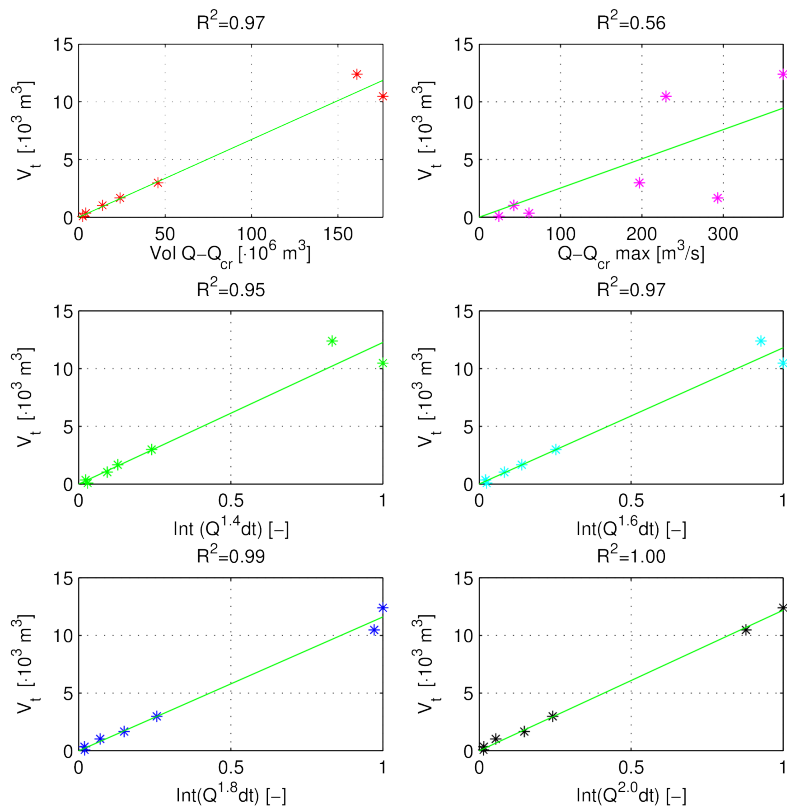 R²=0.97
R²=0.56
15
10
5
0
V_t [·10³ m³]
0 50 100 150
Vol Q−Q_cr [·10⁶ m³]
15
10
5
0
V_t [·10³ m³]
0 100 200 300
Q−Q_cr max [m³/s]
R²=0.95
R²=0.97
15
10
5
0
V_t [·10³ m³]
0 0.5 1
Int (Q^1.4dt) [−]
15
10
5
0
V_t [·10³ m³]
0 0.5 1
Int(Q^1.6dt) [−]
R²=0.99
R²=1.00
15
10
5
0
V_t [·10³ m³]
0 0.5 1
Int(Q^1.8dt) [−]
15
10
5
0
V_t [·10³ m³]
0 0.5 1
Int(Q^2.0dt) [−]